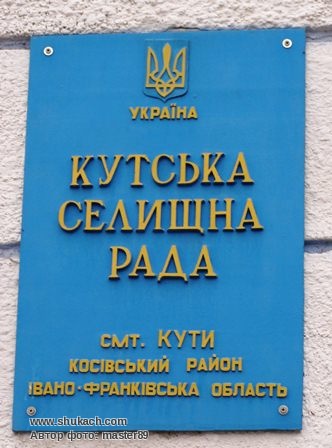 УКРАЇНА
КУТСЬКА
СЕЛИЩНА
РАДА
смт. КУТИ
КОСІВСЬКИЙ РАЙОН
ІВАНО-ФРАНКІВСЬКА ОБЛАСТЬ
www.shukach.com
Автор фото: master89